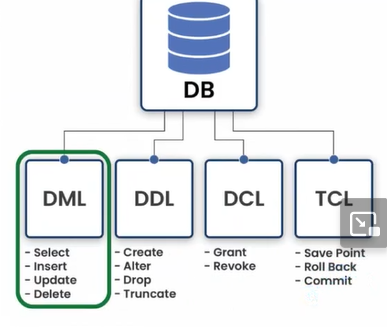 DB
DML
DDL
DCL
TCL
- Select
- Insert
- Update
- Delete
- Create
- Alter
- Drop
- Truncate
- Grant
- Revoke
- Save Point
- Roll Back
- Commit